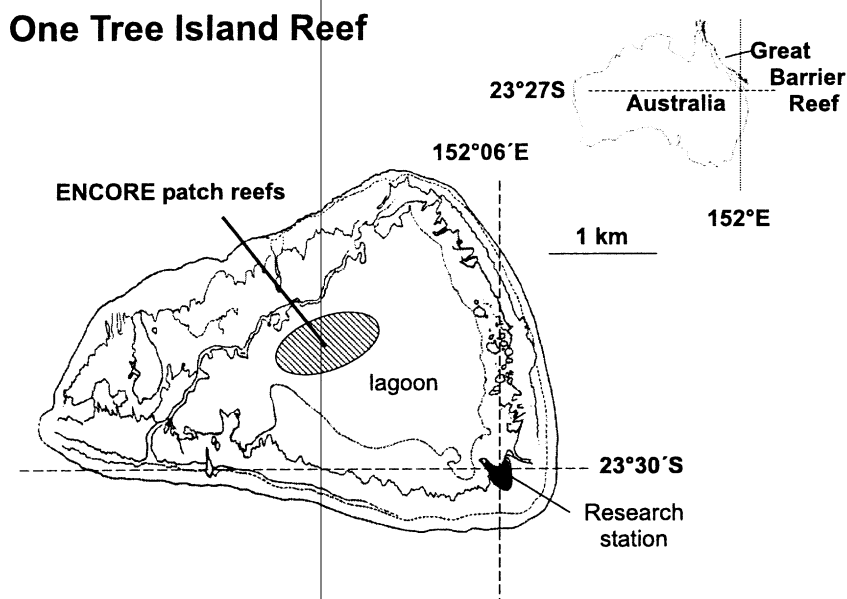 One Tree Island Reef
Great
Barrier
Reef
23°27S
Australia
152°06´E
152°E
ENCORE patch reefs
1 km
lagoon
23°30´S
Research
station